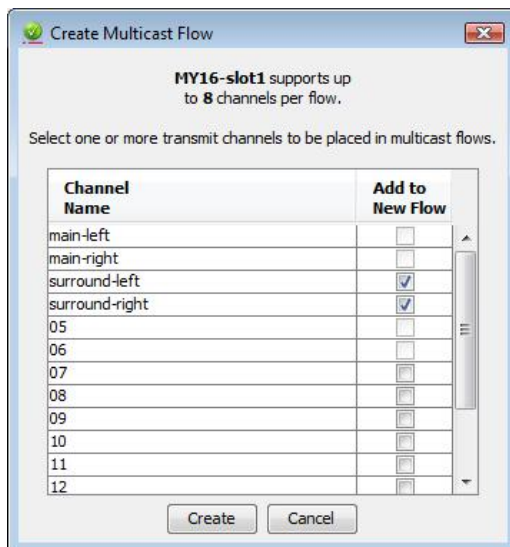 Create Multicast Flow
MY16-slot1 supports up
to 8 channels per flow.
Select one or more transmit channels to be placed in multicast flows.
Channel Name
Add to New Flow
main-left
main-right
surround-left
surround-right
05
06
07
08
09
10
11
12
Create
Cancel